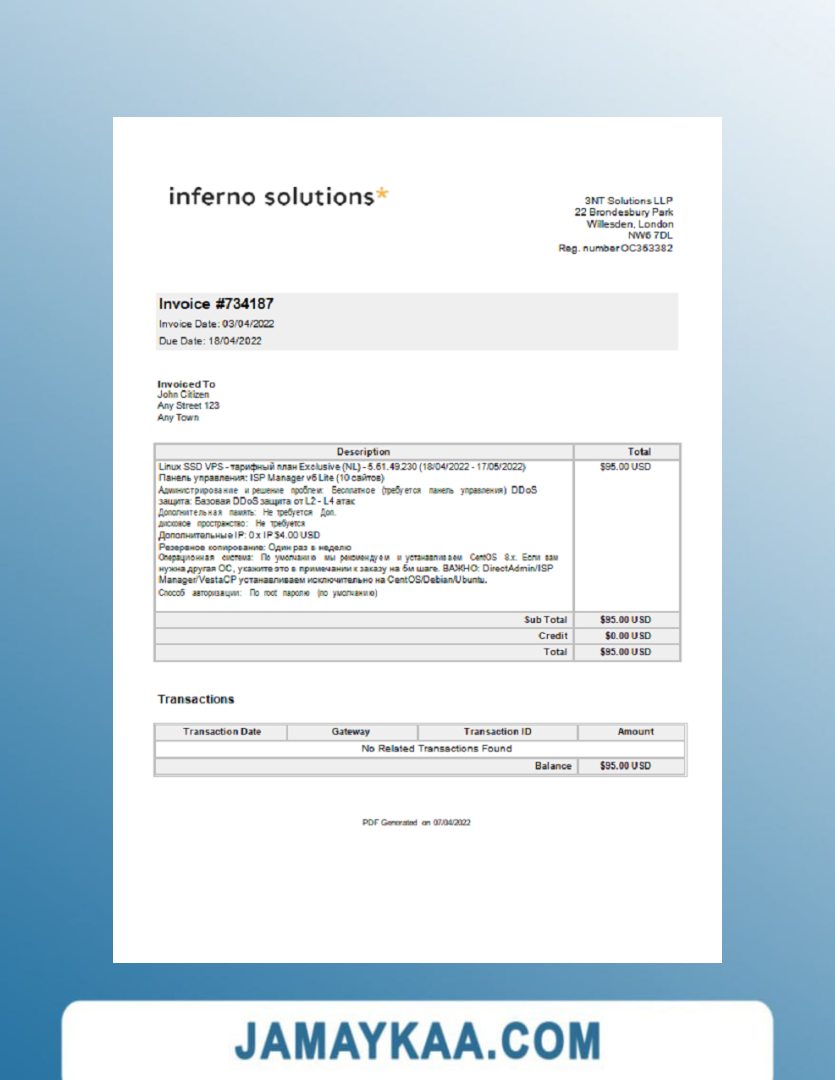 inferno solutions*
3NT Solutions LLP
22 Brondesbury Park
Willesden, London
NW6 7DL
Reg. number OC363382
Invoice #734187
Invoice Date: 03/04/2022
Due Date: 18/04/2022
Invoiced To
John Citizen
Any Street 123
Any Town
Description Total
Linux SSD VPS - тарифный план Exclusive (NL) - 5.61.49.230 (18/04/2022 - 17/05/2022) $95.00 USD
Панель управления: ISP Manager v6 Lite (10 сайтов)
Администрирование и решение проблем: Бесплатное (требуется панель управления) DDoS
защита: Базовая DDoS защита от L2 - L4 атак
Дополнительная память: Не требуется Доп.
дисковое пространство: Не требуется
Дополнительные IP: 0 x IP $4.00 USD
Резервное копирование: Один раз в неделю
Операционная система: По умолчанию мы рекомендуем и устанавливаем CentOS 8.x. Если вам
нужна другая ОС, укажите это в примечании к заказу на 5м шаге. ВАЖНО: DirectAdmin/ISP
Manager/VestaCP устанавливаем исключительно на CentOS/Debian/Ubuntu.
Способ авторизации: По root паролю (по умолчанию)
Sub Total $95.00 USD
Credit $0.00 USD
Total $95.00 USD
Transactions
Transaction Date Gateway Transaction ID Amount
No Related Transactions Found
Balance $95.00 USD
PDF Generated on 07/04/2022
JAMAYKAA.COM